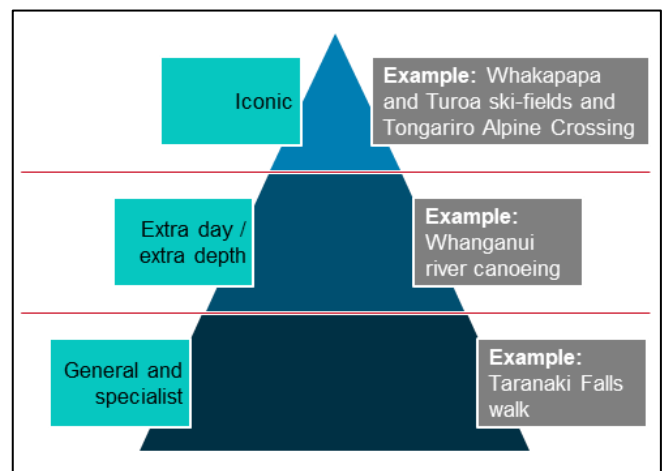 Iconic
Example: Whakapapa
and Turoa ski-fields and
Tongariro Alpine Crossing
Extra day /
extra depth
Example:
Whanganui
river canoeing
General and
specialist
Example:
Taranaki Falls
walk